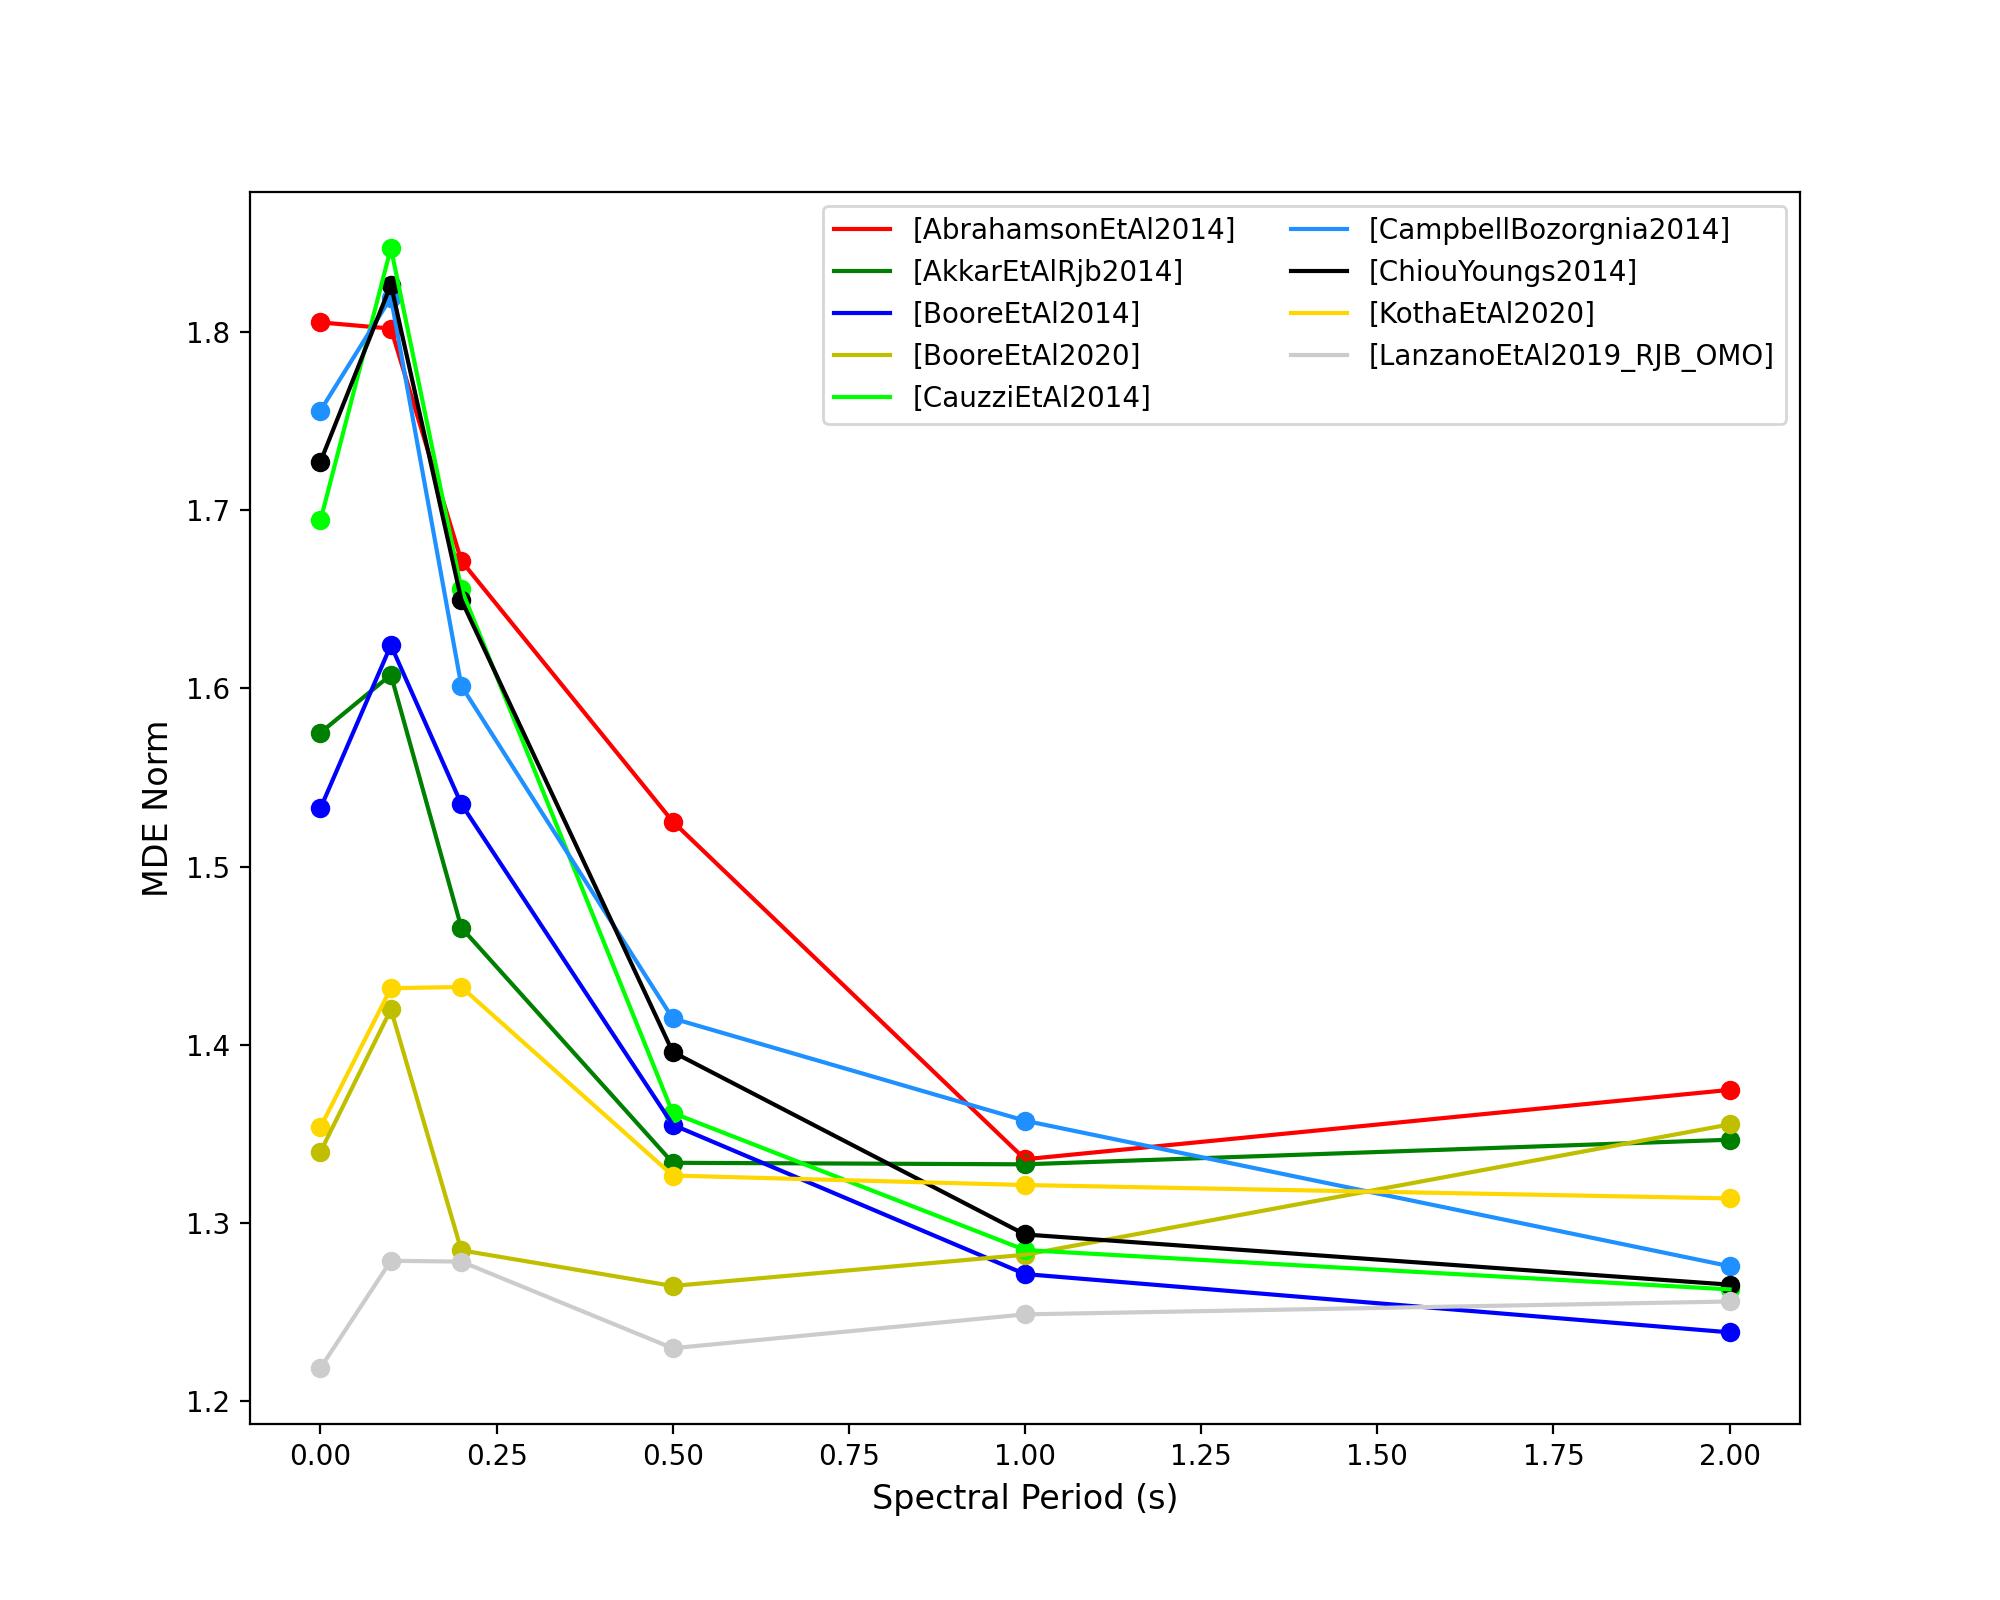 [AbrahamsonEtAl2014]
[AkkarEtAlRjb2014]
[BooreEtAl2014]
[BooreEtAl2020]
[CauzziEtAl2014]
[CampbellBozorgnia2014]
[ChiouYoungs2014]
[KothaEtAl2020]
[LanzanoEtAl2019_RJB_OMO]
MDE Norm
1.8
1.7
1.6
1.5
1.4
1.3
1.2
0.00 0.25 0.50 0.75 1.00 1.25 1.50 1.75 2.00
Spectral Period (s)